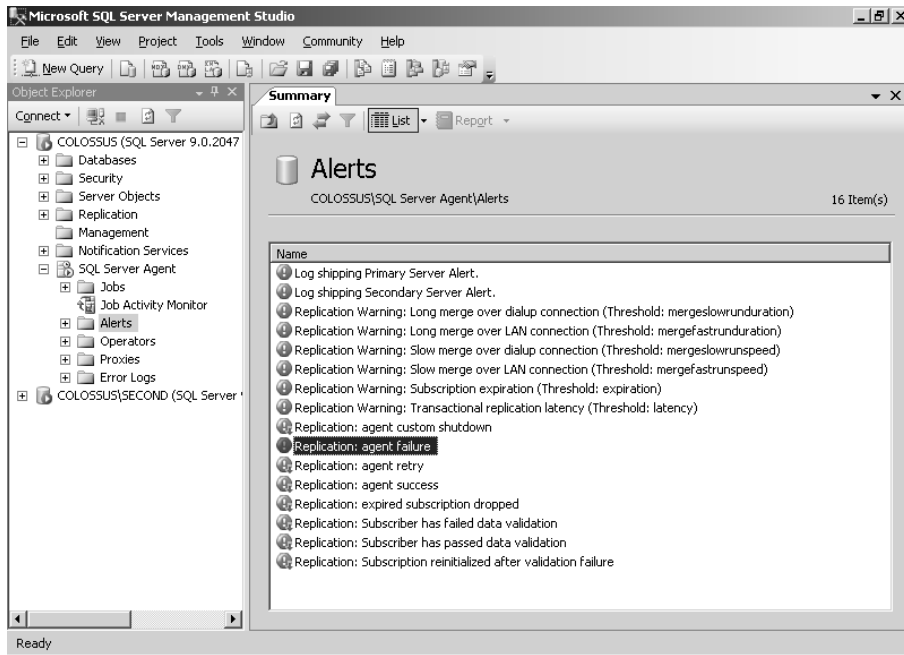 Microsoft SQL Server Management Studio
File Edit View Project Tools Window Community Help
New Query
Object Explorer
Connect
COLOSSUS (SQL Server 9.0.2047
Databases
Security
Server Objects
Replication
Management
Notification Services
SQL Server Agent
Jobs
Job Activity Monitor
Alerts
Operators
Proxies
Error Logs
COLOSSUS\SECOND (SQL Server
Summary
List Report
Alerts
COLOSSUS\SQL Server Agent\Alerts 16 Item(s)
Name
Log shipping Primary Server Alert.
Log shipping Secondary Server Alert.
Replication Warning: Long merge over dialup connection (Threshold: mergeslowrunduration)
Replication Warning: Long merge over LAN connection (Threshold: mergefastrunduration)
Replication Warning: Slow merge over dialup connection (Threshold: mergeslowrunspeed)
Replication Warning: Slow merge over LAN connection (Threshold: mergefastrunspeed)
Replication Warning: Subscription expiration (Threshold: expiration)
Replication Warning: Transactional replication latency (Threshold: latency)
Replication: agent custom shutdown
Replication: agent failure
Replication: agent retry
Replication: agent success
Replication: expired subscription dropped
Replication: Subscriber has failed data validation
Replication: Subscriber has passed data validation
Replication: Subscription reinitialized after validation failure
Ready